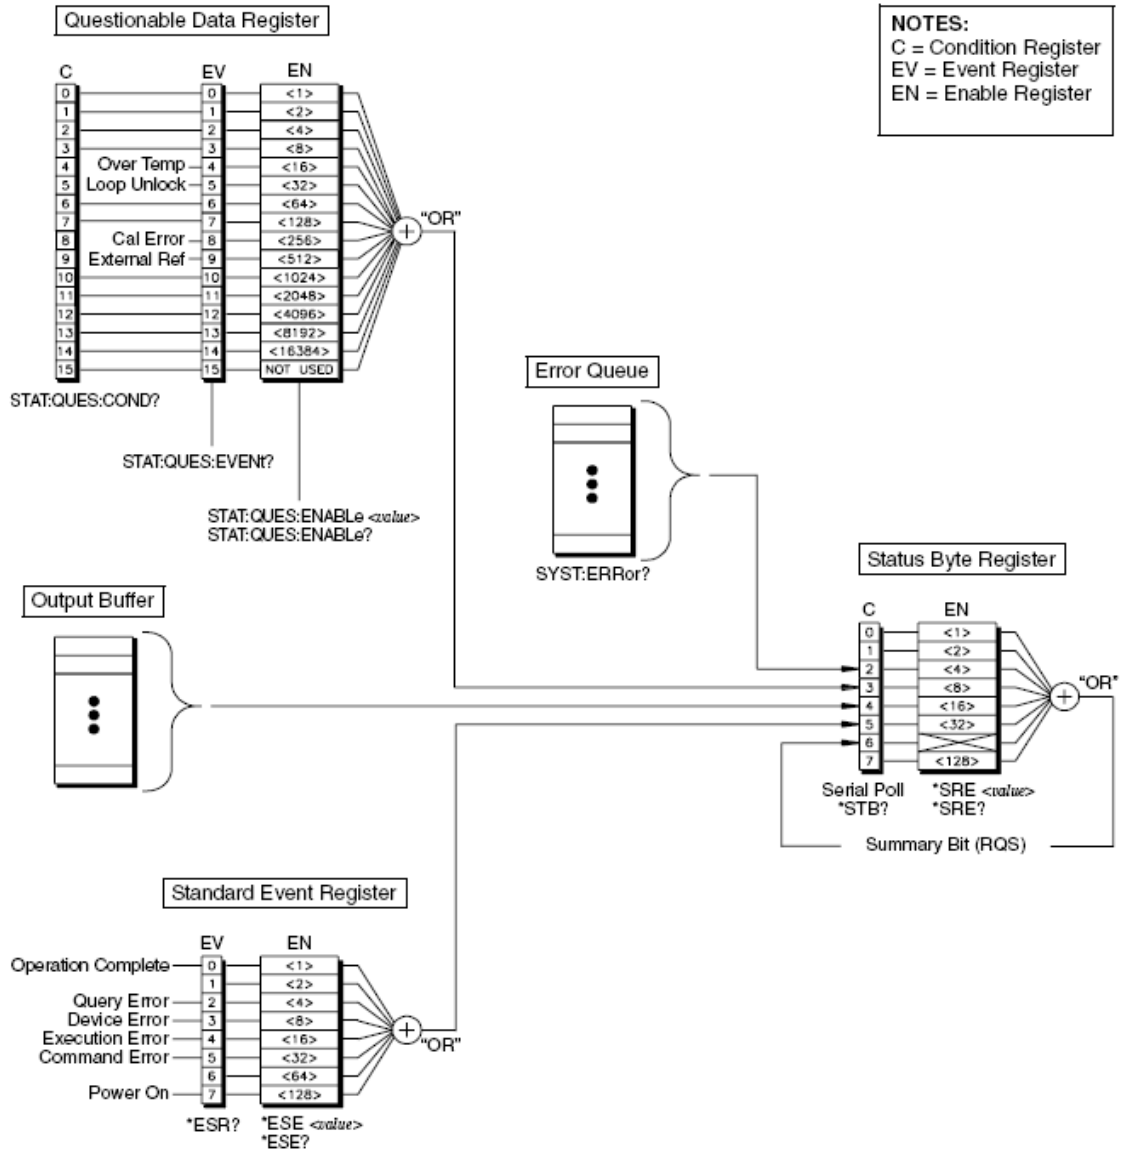 Questionable Data Register
NOTES:
C = Condition Register
EV = Event Register
EN = Enable Register
C EV EN
0 0 <1>
1 1 <2>
2 2 <4>
3 3 <8>
4 Over Temp 4 <16>
5 Loop Unlock 5 <32>
6 6 <64>
7 7 <128>
"OR"
8 Cal Error 8 <256>
9 External Ref 9 <512>
10 10 <1024>
11 11 <2048>
12 12 <4096>
13 13 <8192>
14 14 <16384>
15 15 NOT USED
STAT:QUES:COND?
STAT:QUES:EVENt?
STAT:QUES:ENABLe <value>
STAT:QUES:ENABLe?
Error Queue
SYST:ERRor?
Output Buffer
Status Byte Register
C EN
0 <1>
1 <2>
2 <4>
3 <8>
"OR"
4 <16>
5 <32>
6
7 <128>
Serial Poll *SRE <value>
*STB? *SRE?
Summary Bit (RQS)
Standard Event Register
EV EN
Operation Complete 0 <1>
1 <2>
Query Error 2 <4>
Device Error 3 <8>
Execution Error 4 <16>
"OR"
Command Error 5 <32>
6 <64>
Power On 7 <128>
*ESR? *ESE <value>
*ESE?